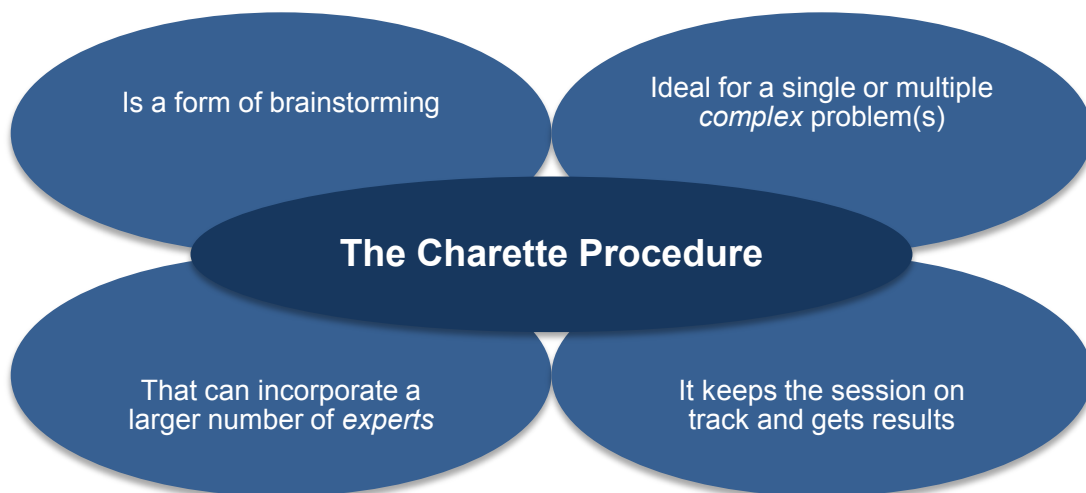 Is a form of brainstorming
Ideal for a single or multiple
complex problem(s)
The Charette Procedure
That can incorporate a
larger number of experts
It keeps the session on
track and gets results